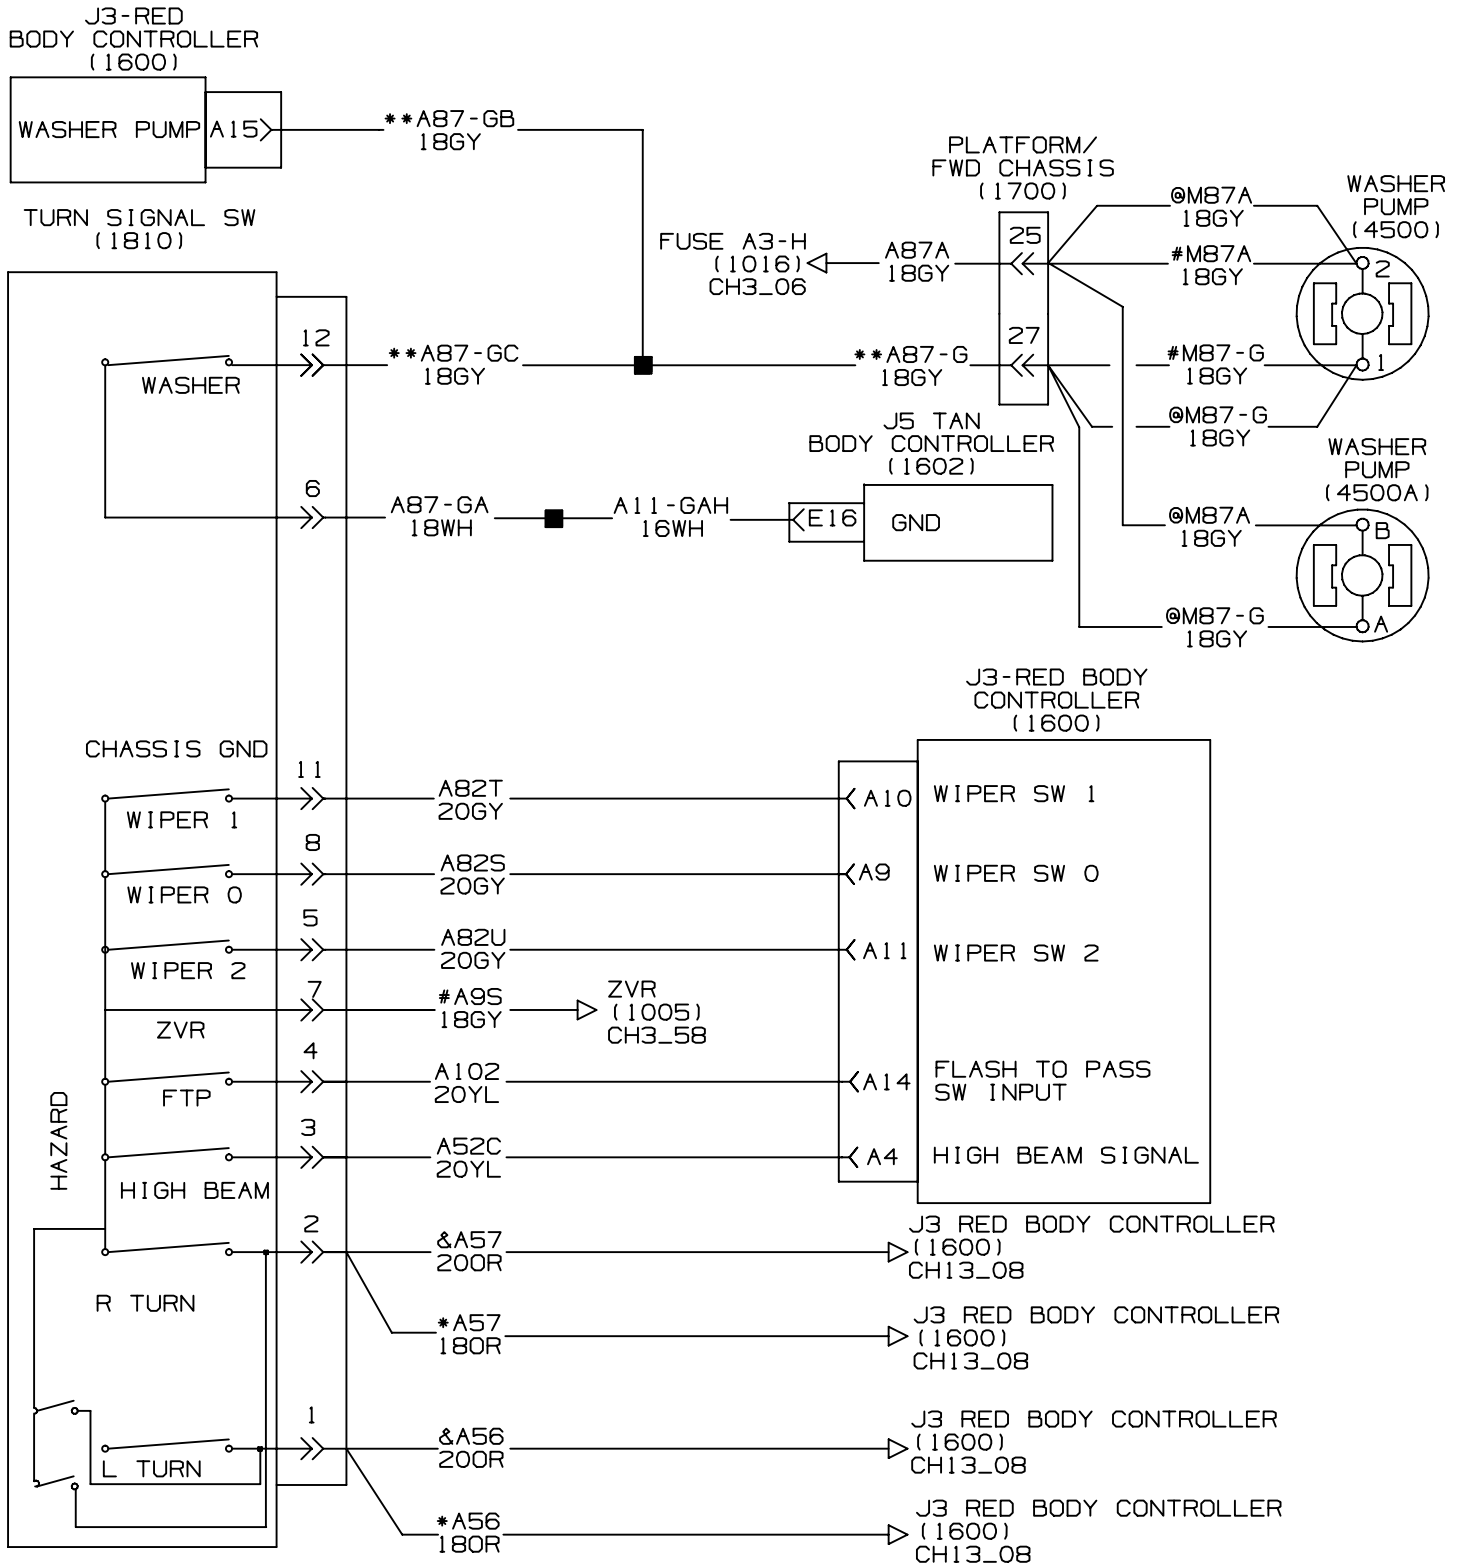 J3-RED
BODY CONTROLLER
(1600)
WASHER PUMP
A15
**A87-GB
18GY
TURN SIGNAL SW
(1810)
PLATFORM/
FWD CHASSIS
(1700)
FUSE A3-H
(1016)
CH3_06
A87A
18GY
25
@M87A
18GY
#M87A
18GY
WASHER
PUMP
(4500)
2
12
WASHER
**A87-GC
18GY
**A87-G
18GY
27
#M87-G
18GY
1
@M87-G
18GY
J5 TAN
BODY CONTROLLER
(1602)
6
A87-GA
18WH
A11-GAH
16WH
E16
GND
WASHER
PUMP
(4500A)
@M87A
18GY
B
@M87-G
18GY
A
J3-RED BODY
CONTROLLER
(1600)
CHASSIS GND
11
WIPER 1
A82T
20GY
A10
WIPER SW 1
8
WIPER 0
A82S
20GY
A9
WIPER SW 0
5
WIPER 2
A82U
20GY
A11
WIPER SW 2
7
ZVR
#A9S
18GY
ZVR
(1005)
CH3_58
4
FTP
A102
20YL
A14
FLASH TO PASS
SW INPUT
HAZARD
3
HIGH BEAM
A52C
20YL
A4
HIGH BEAM SIGNAL
2
R TURN
&A57
20OR
J3 RED BODY CONTROLLER
(1600)
CH13_08
*A57
18OR
J3 RED BODY CONTROLLER
(1600)
CH13_08
1
L TURN
&A56
20OR
J3 RED BODY CONTROLLER
(1600)
CH13_08
*A56
18OR
J3 RED BODY CONTROLLER
(1600)
CH13_08